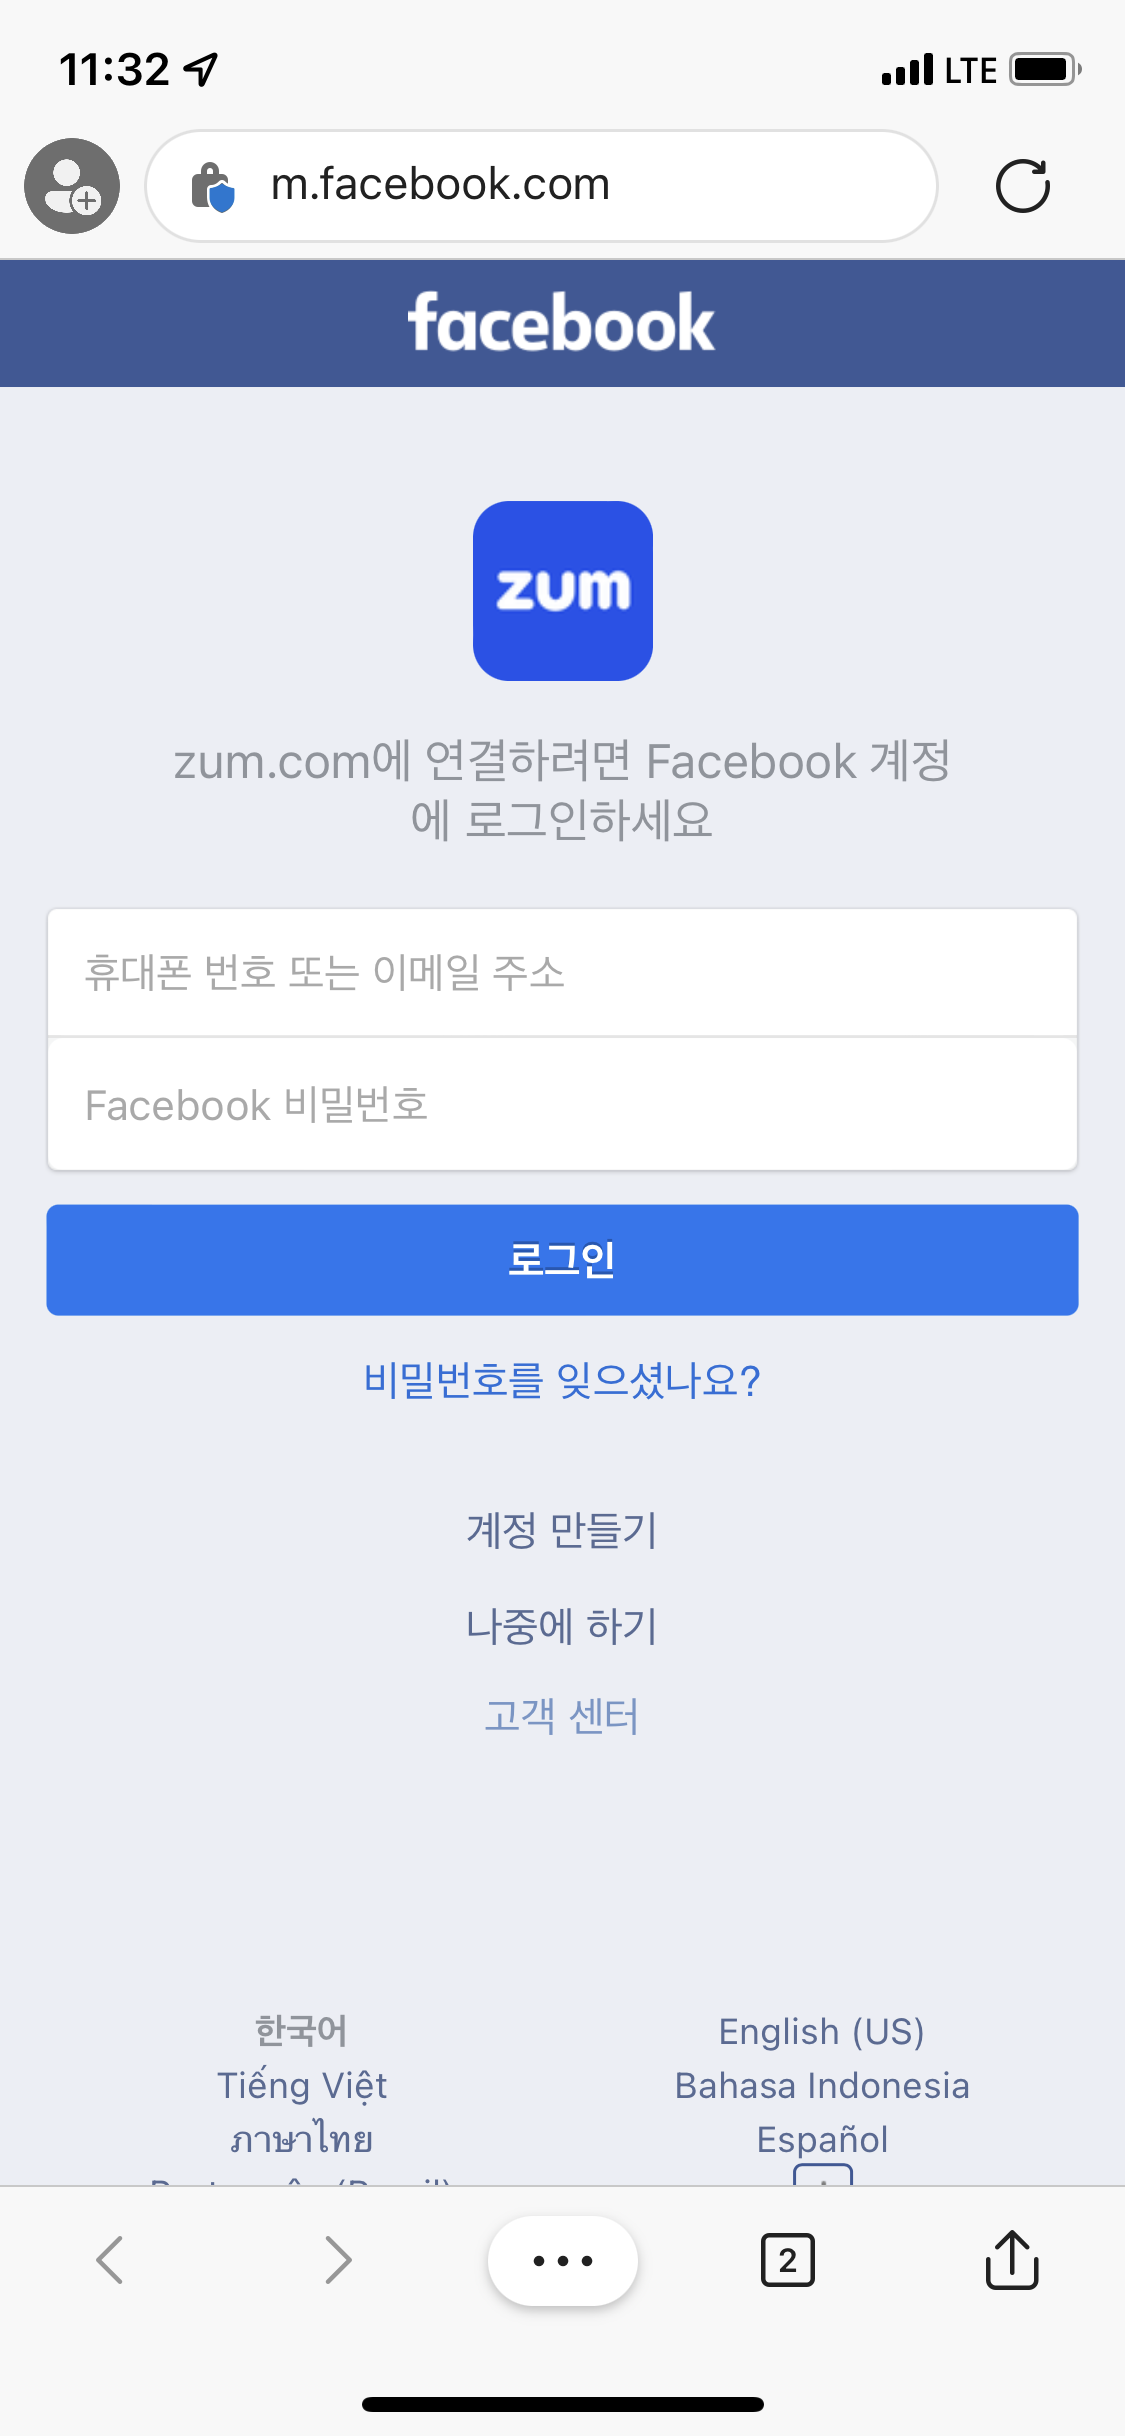 11:32
LTE
m.facebook.com
facebook
zum
zum.com에 연결하려면 Facebook 계정
에 로그인하세요
휴대폰 번호 또는 이메일 주소
Facebook 비밀번호
로그인
비밀번호를 잊으셨나요?
계정 만들기
나중에 하기
고객 센터
한국어
English (US)
Tiếng Việt
Bahasa Indonesia
ภาษาไทย
Español
2